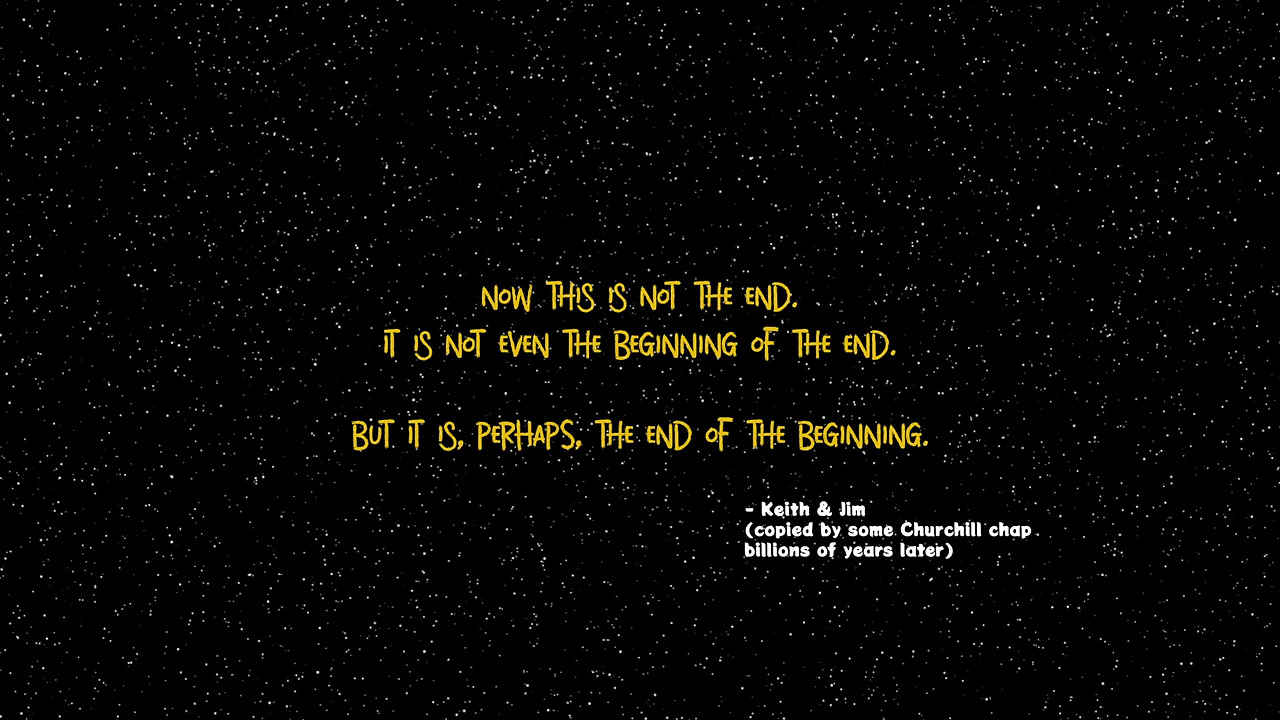 NOW THIS IS NOT THE END.
IT IS NOT EVEN THE BEGINNING OF THE END.
BUT IT IS, PERHAPS, THE END OF THE BEGINNING.
- Keith & Jim
(copied by some Churchill chap
billions of years later)